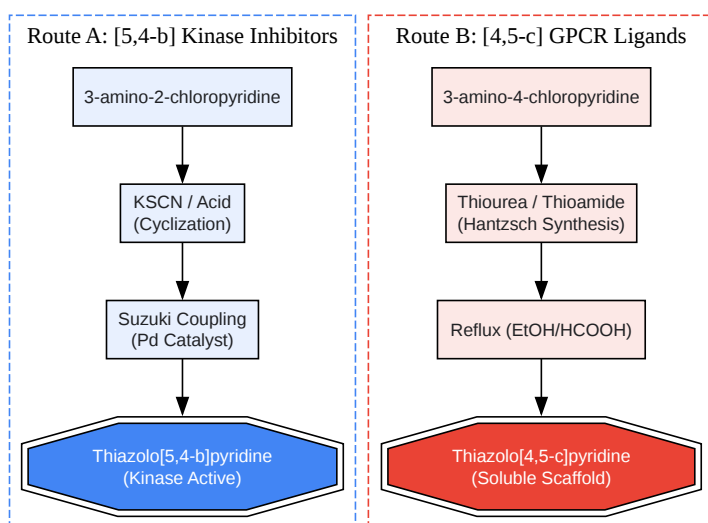 Route A: [5,4-b] Kinase Inhibitors
3-amino-2-chloropyridine
KSCN / Acid
(Cyclization)
Suzuki Coupling
(Pd Catalyst)
Thiazolo[5,4-b]pyridine
(Kinase Active)
Route B: [4,5-c] GPCR Ligands
3-amino-4-chloropyridine
Thiourea / Thioamide
(Hantzsch Synthesis)
Reflux (EtOH/HCOOH)
Thiazolo[4,5-c]pyridine
(Soluble Scaffold)